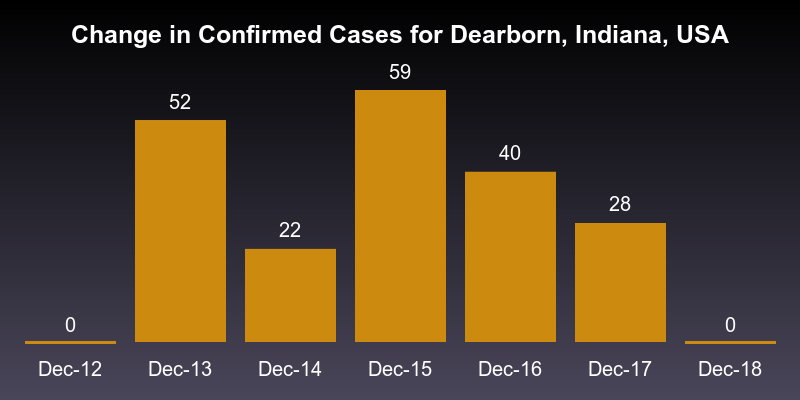 Change in Confirmed Cases for Dearborn, Indiana, USA
0 52 22 59 40 28 0
Dec-12 Dec-13 Dec-14 Dec-15 Dec-16 Dec-17 Dec-18